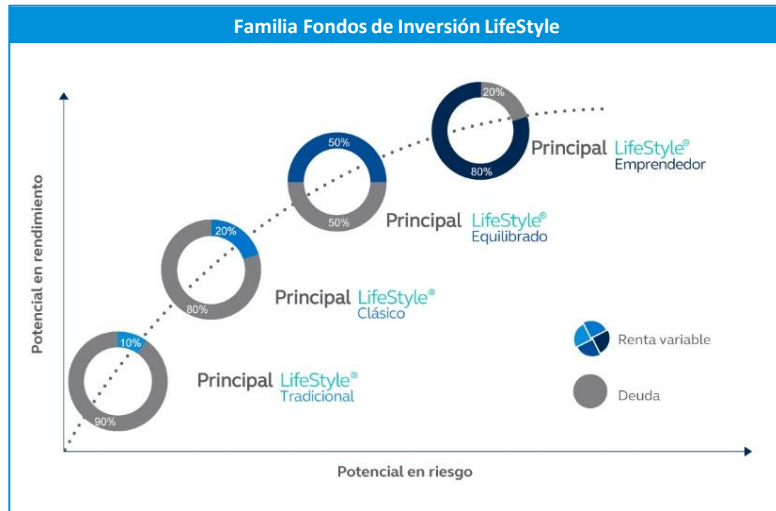 Familia Fondos de Inversión LifeStyle
Potencial en rendimiento
20%
80%
Principal LifeStyle®
Emprendedor
50%
50%
Principal LifeStyle®
Equilibrado
20%
80%
Principal LifeStyle®
Clásico
10%
90%
Principal LifeStyle®
Tradicional
Renta variable
Deuda
Potencial en riesgo